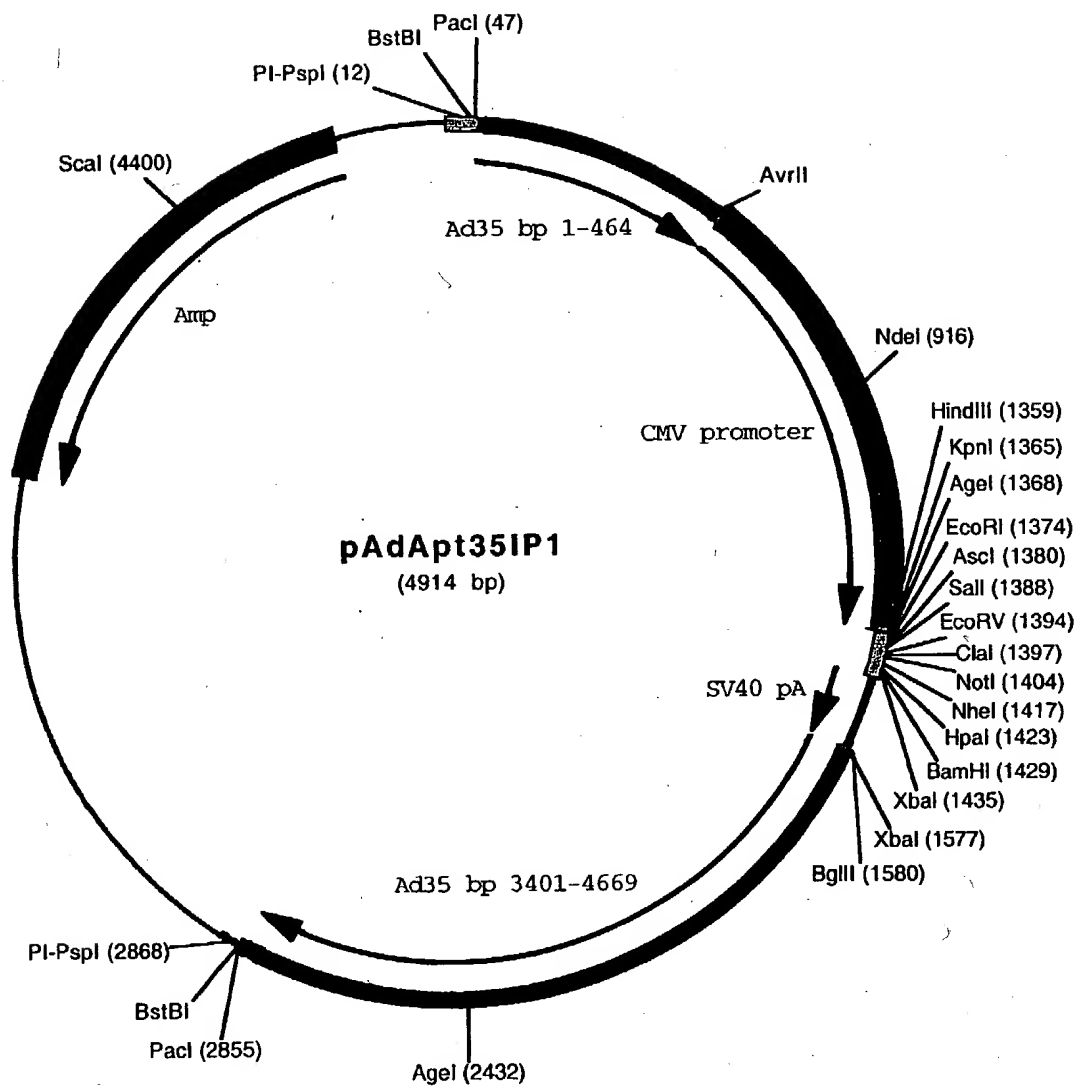 PacI (47)
BstBI
PI-PspI (12)
ScaI (4400)
AvrII
Ad35 bp 1-464
Amp
NdeI (916)
HindIII (1359)
CMV promoter
KpnI (1365)
AgeI (1368)
EcoRI (1374)
AscI (1380)
SalI (1388)
EcoRV (1394)
ClaI (1397)
NotI (1404)
NheI (1417)
HpaI (1423)
BamHI (1429)
XbaI (1435)
XbaI (1577)
BglII (1580)
pAdApt35IP1
(4914 bp)
SV40 pA
Ad35 bp 3401-4669
PI-PspI (2868)
BstBI
PacI (2855)
AgeI (2432)